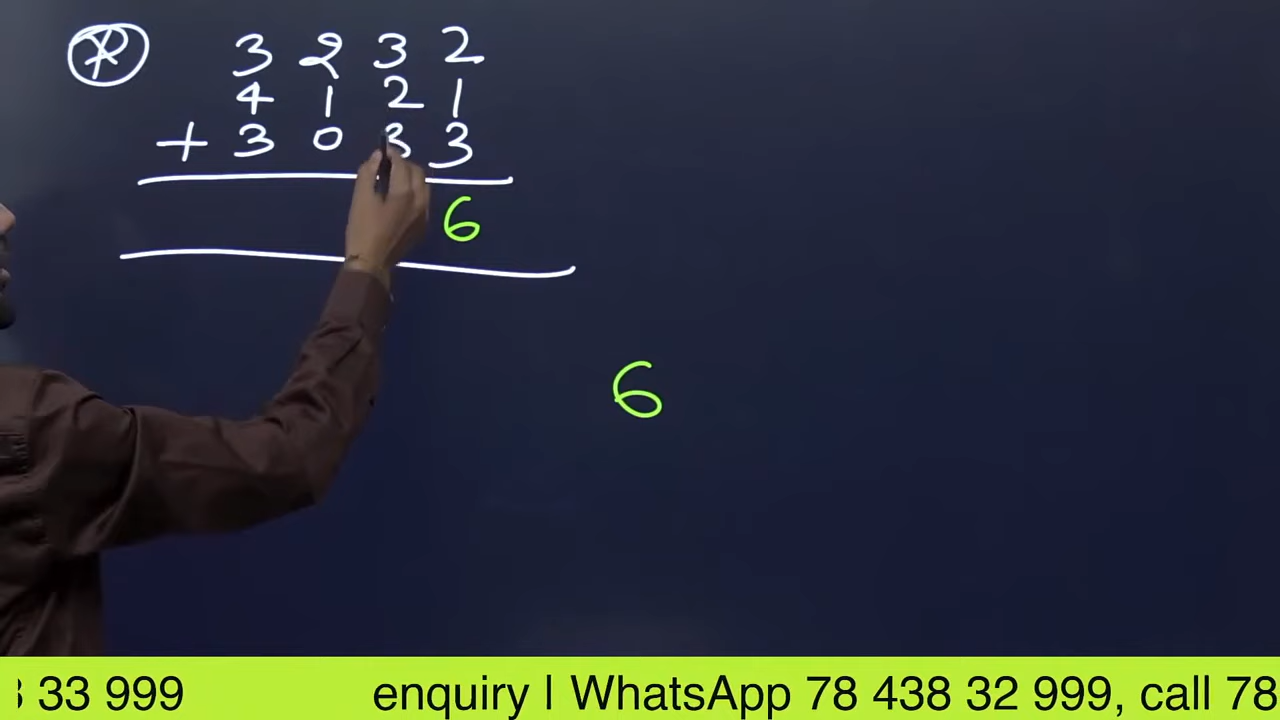 R 3 2 3 2
4 1 2 1
+ 3 0 3 3
6
6
33 999 enquiry | WhatsApp 78 438 32 999, call 78